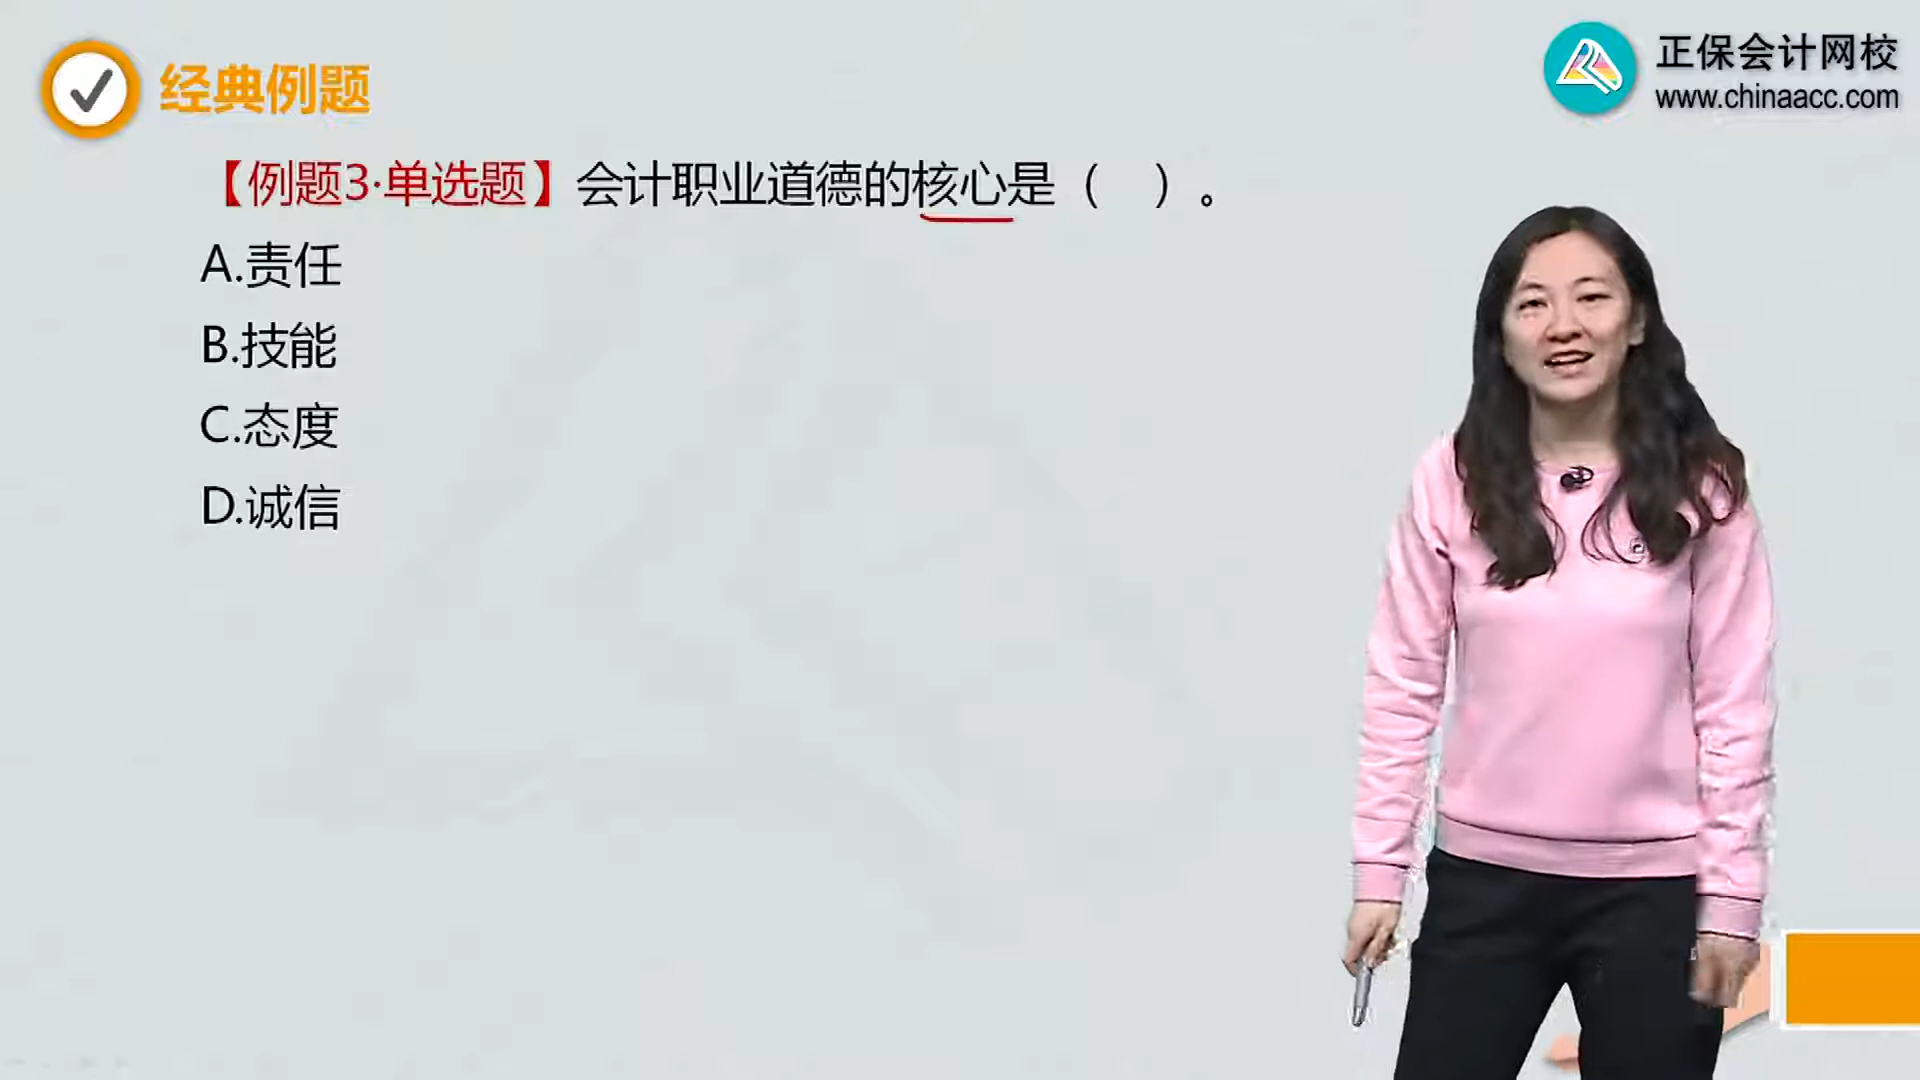 经典例题
正保会计网校
www.chinaacc.com
【例题3·单选题】会计职业道德的核心是（ ）。
A.责任
B.技能
C.态度
D.诚信